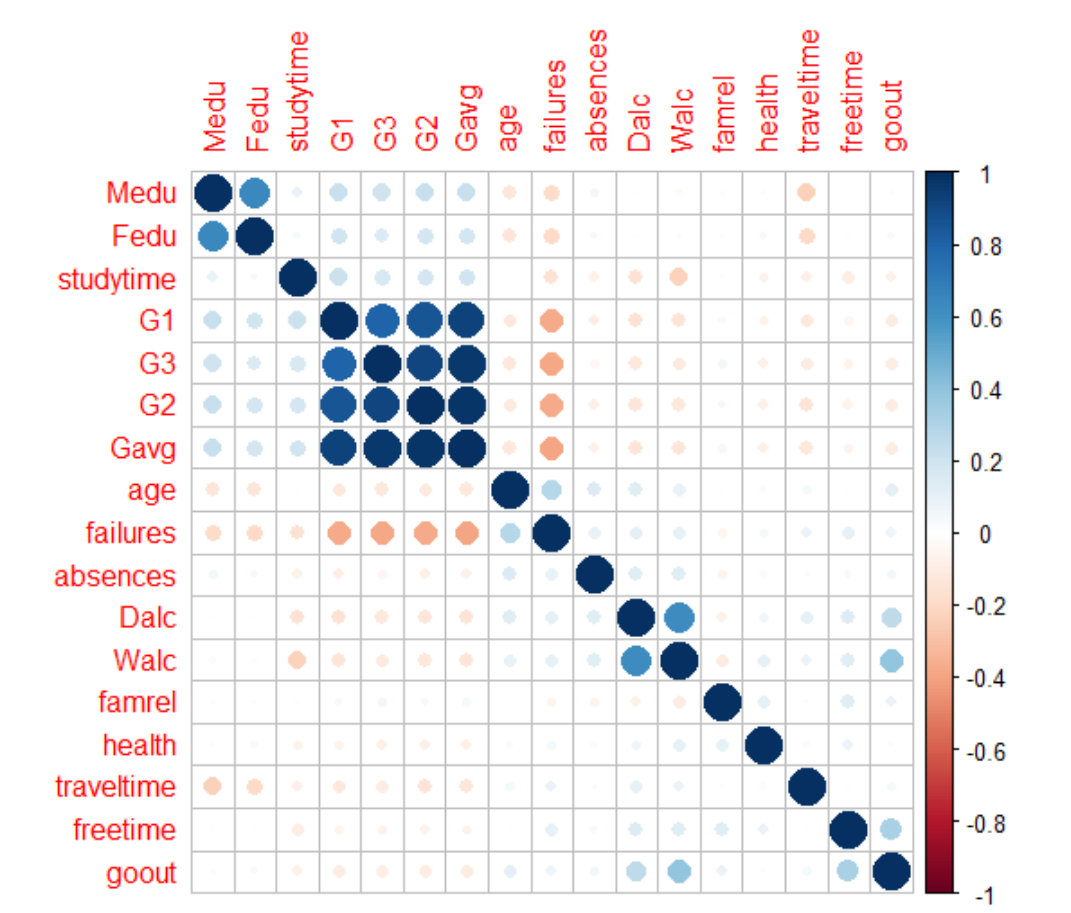 Medu
Fedu
studytime
G1
G3
G2
Gavg
age
failures
absences
Dalc
Walc
famrel
health
traveltime
freetime
goout
Medu
Fedu
studytime
G1
G3
G2
Gavg
age
failures
absences
Dalc
Walc
famrel
health
traveltime
freetime
goout
1
0.8
0.6
0.4
0.2
0
-0.2
-0.4
-0.6
-0.8
-1